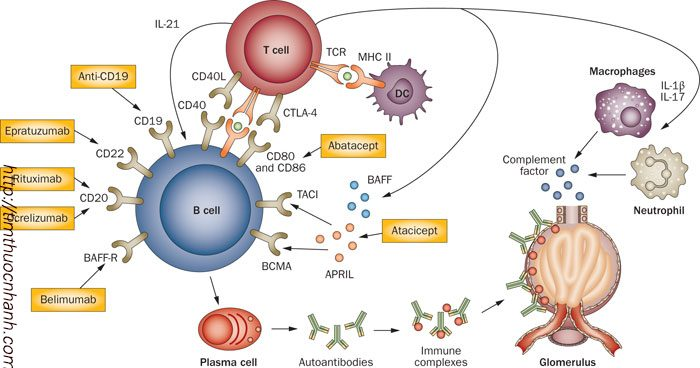 IL-21
T cell
TCR
MHC II
DC
Macrophages
IL-1β
IL-17
Anti-CD19
CD40L
CD40
CTLA-4
CD19
Epratuzumab
CD22
Abatacept
CD80
and CD86
Complement
factor
Neutrophil
Rituximab
CD20
TACI
BAFF
B cell
Ocrelizumab
Atacicept
BAFF-R
BCMA
APRIL
Belimumab
Plasma cell
Autoantibodies
Immune
complexes
Glomerulus
http://timthuocnhanh.com